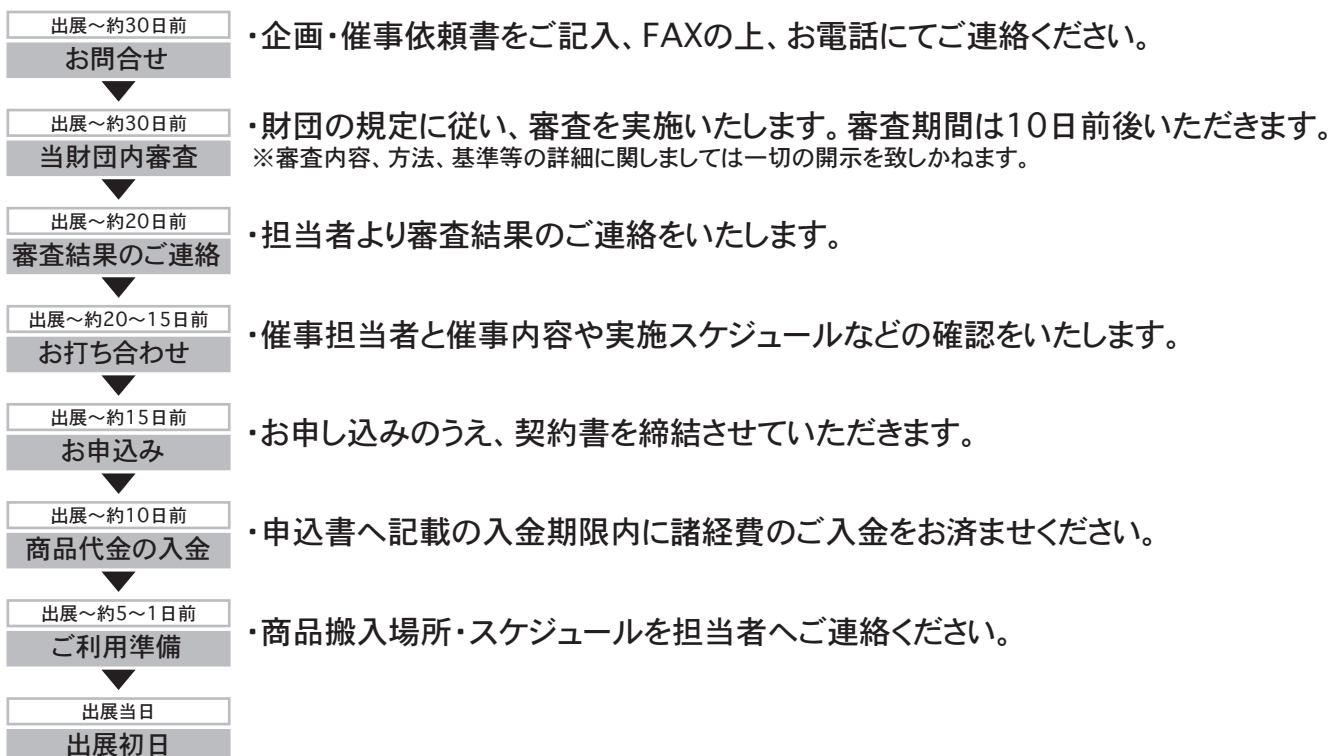 出展～約30日前
お問合せ
・企画・催事依頼書をご記入、FAXの上、お電話にてご連絡ください。
出展～約30日前
当財団内審査
・財団の規定に従い、審査を実施いたします。審査期間は10日前後いただきます。
※審査内容、方法、基準等の詳細に関しましては一切の開示を致しかねます。
出展～約20日前
審査結果のご連絡
・担当者より審査結果のご連絡をいたします。
出展～約20～15日前
お打ち合わせ
・催事担当者と催事内容や実施スケジュールなどの確認をいたします。
出展～約15日前
お申込み
・お申し込みのうえ、契約書を締結させていただきます。
出展～約10日前
商品代金の入金
・申込書へ記載の入金期限内に諸経費のご入金をお済ませください。
出展～約5～1日前
ご利用準備
・商品搬入場所・スケジュールを担当者へご連絡ください。
出展当日
出展初日